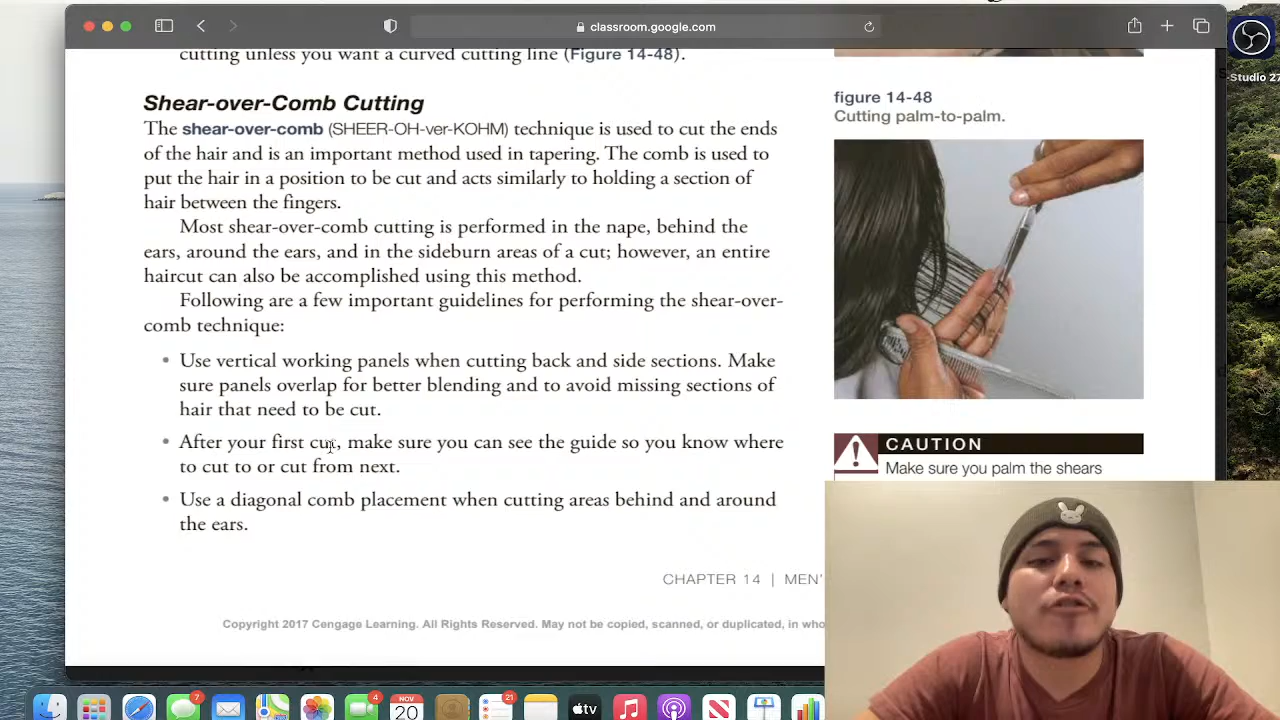 classroom.google.com
Studio 27
cutting unless you want a curved cutting line (Figure 14-48).
Shear-over-Comb Cutting
The shear-over-comb (SHEER-OH-ver-KOHM) technique is used to cut the ends
of the hair and is an important method used in tapering. The comb is used to
put the hair in a position to be cut and acts similarly to holding a section of
hair between the fingers.
Most shear-over-comb cutting is performed in the nape, behind the
ears, around the ears, and in the sideburn areas of a cut; however, an entire
haircut can also be accomplished using this method.
Following are a few important guidelines for performing the shear-over-
comb technique:
• Use vertical working panels when cutting back and side sections. Make
sure panels overlap for better blending and to avoid missing sections of
hair that need to be cut.
• After your first cut, make sure you can see the guide so you know where
to cut to or cut from next.
• Use a diagonal comb placement when cutting areas behind and around
the ears.
figure 14-48
Cutting palm-to-palm.
CAUTION
Make sure you palm the shears
CHAPTER 14 | MEN'
Copyright 2017 Cengage Learning. All Rights Reserved. May not be copied, scanned, or duplicated, in who
7
4
NOV
20
21
tv